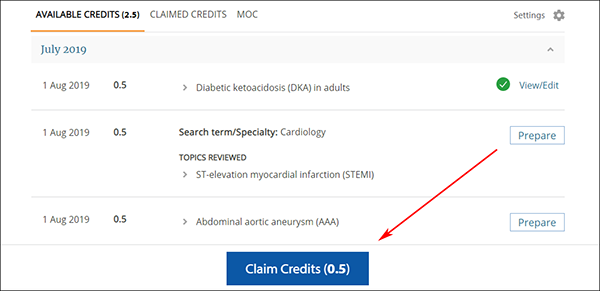 AVAILABLE CREDITS (2.5) CLAIMED CREDITS MOC Settings
July 2019
1 Aug 2019 0.5 Diabetic ketoacidosis (DKA) in adults View/Edit
1 Aug 2019 0.5 Search term/Specialty: Cardiology Prepare
TOPICS REVIEWED
ST-elevation myocardial infarction (STEMI)
1 Aug 2019 0.5 Abdominal aortic aneurysm (AAA) Prepare
Claim Credits (0.5)